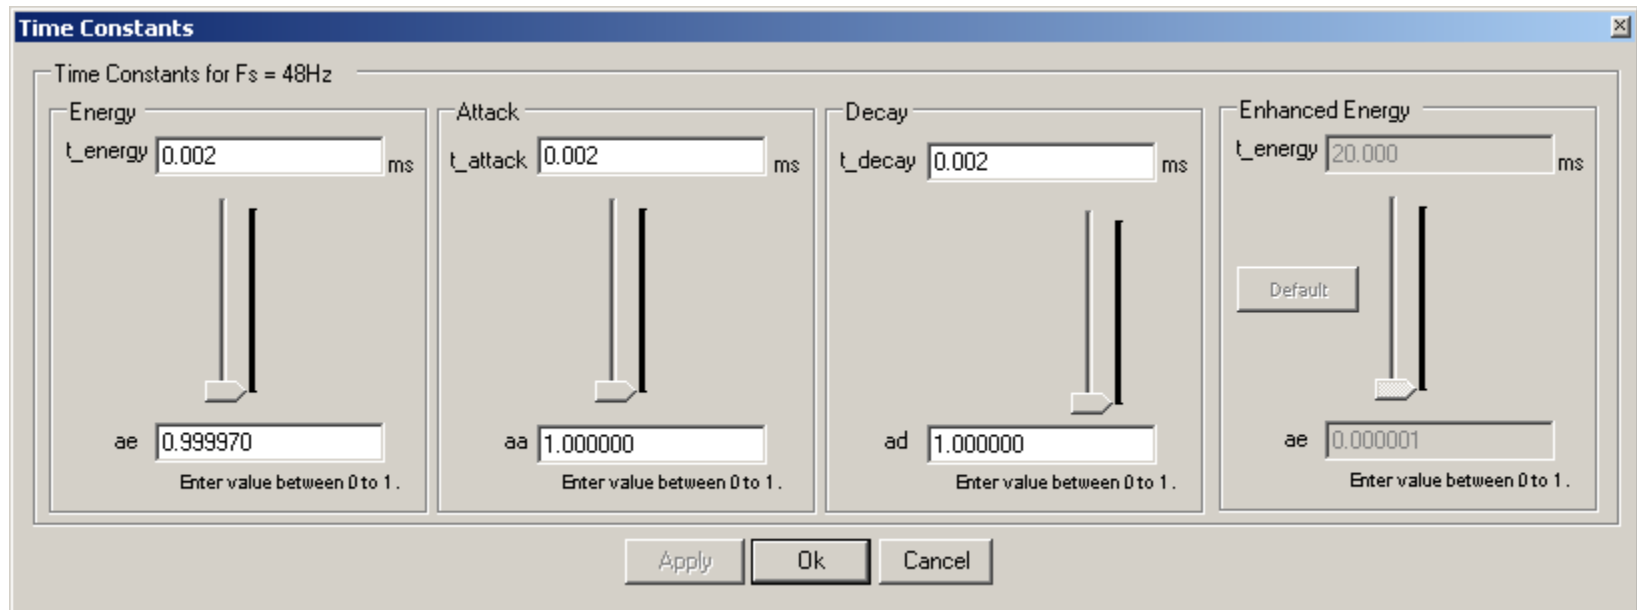 Time Constants
Time Constants for Fs = 48Hz
Energy
t_energy 0.002 ms
ae 0.999970
Enter value between 0 to 1.
Attack
t_attack 0.002 ms
aa 1.000000
Enter value between 0 to 1.
Decay
t_decay 0.002 ms
ad 1.000000
Enter value between 0 to 1.
Enhanced Energy
t_energy 20.000 ms
Default
ae 0.000001
Enter value between 0 to 1.
Apply Ok Cancel